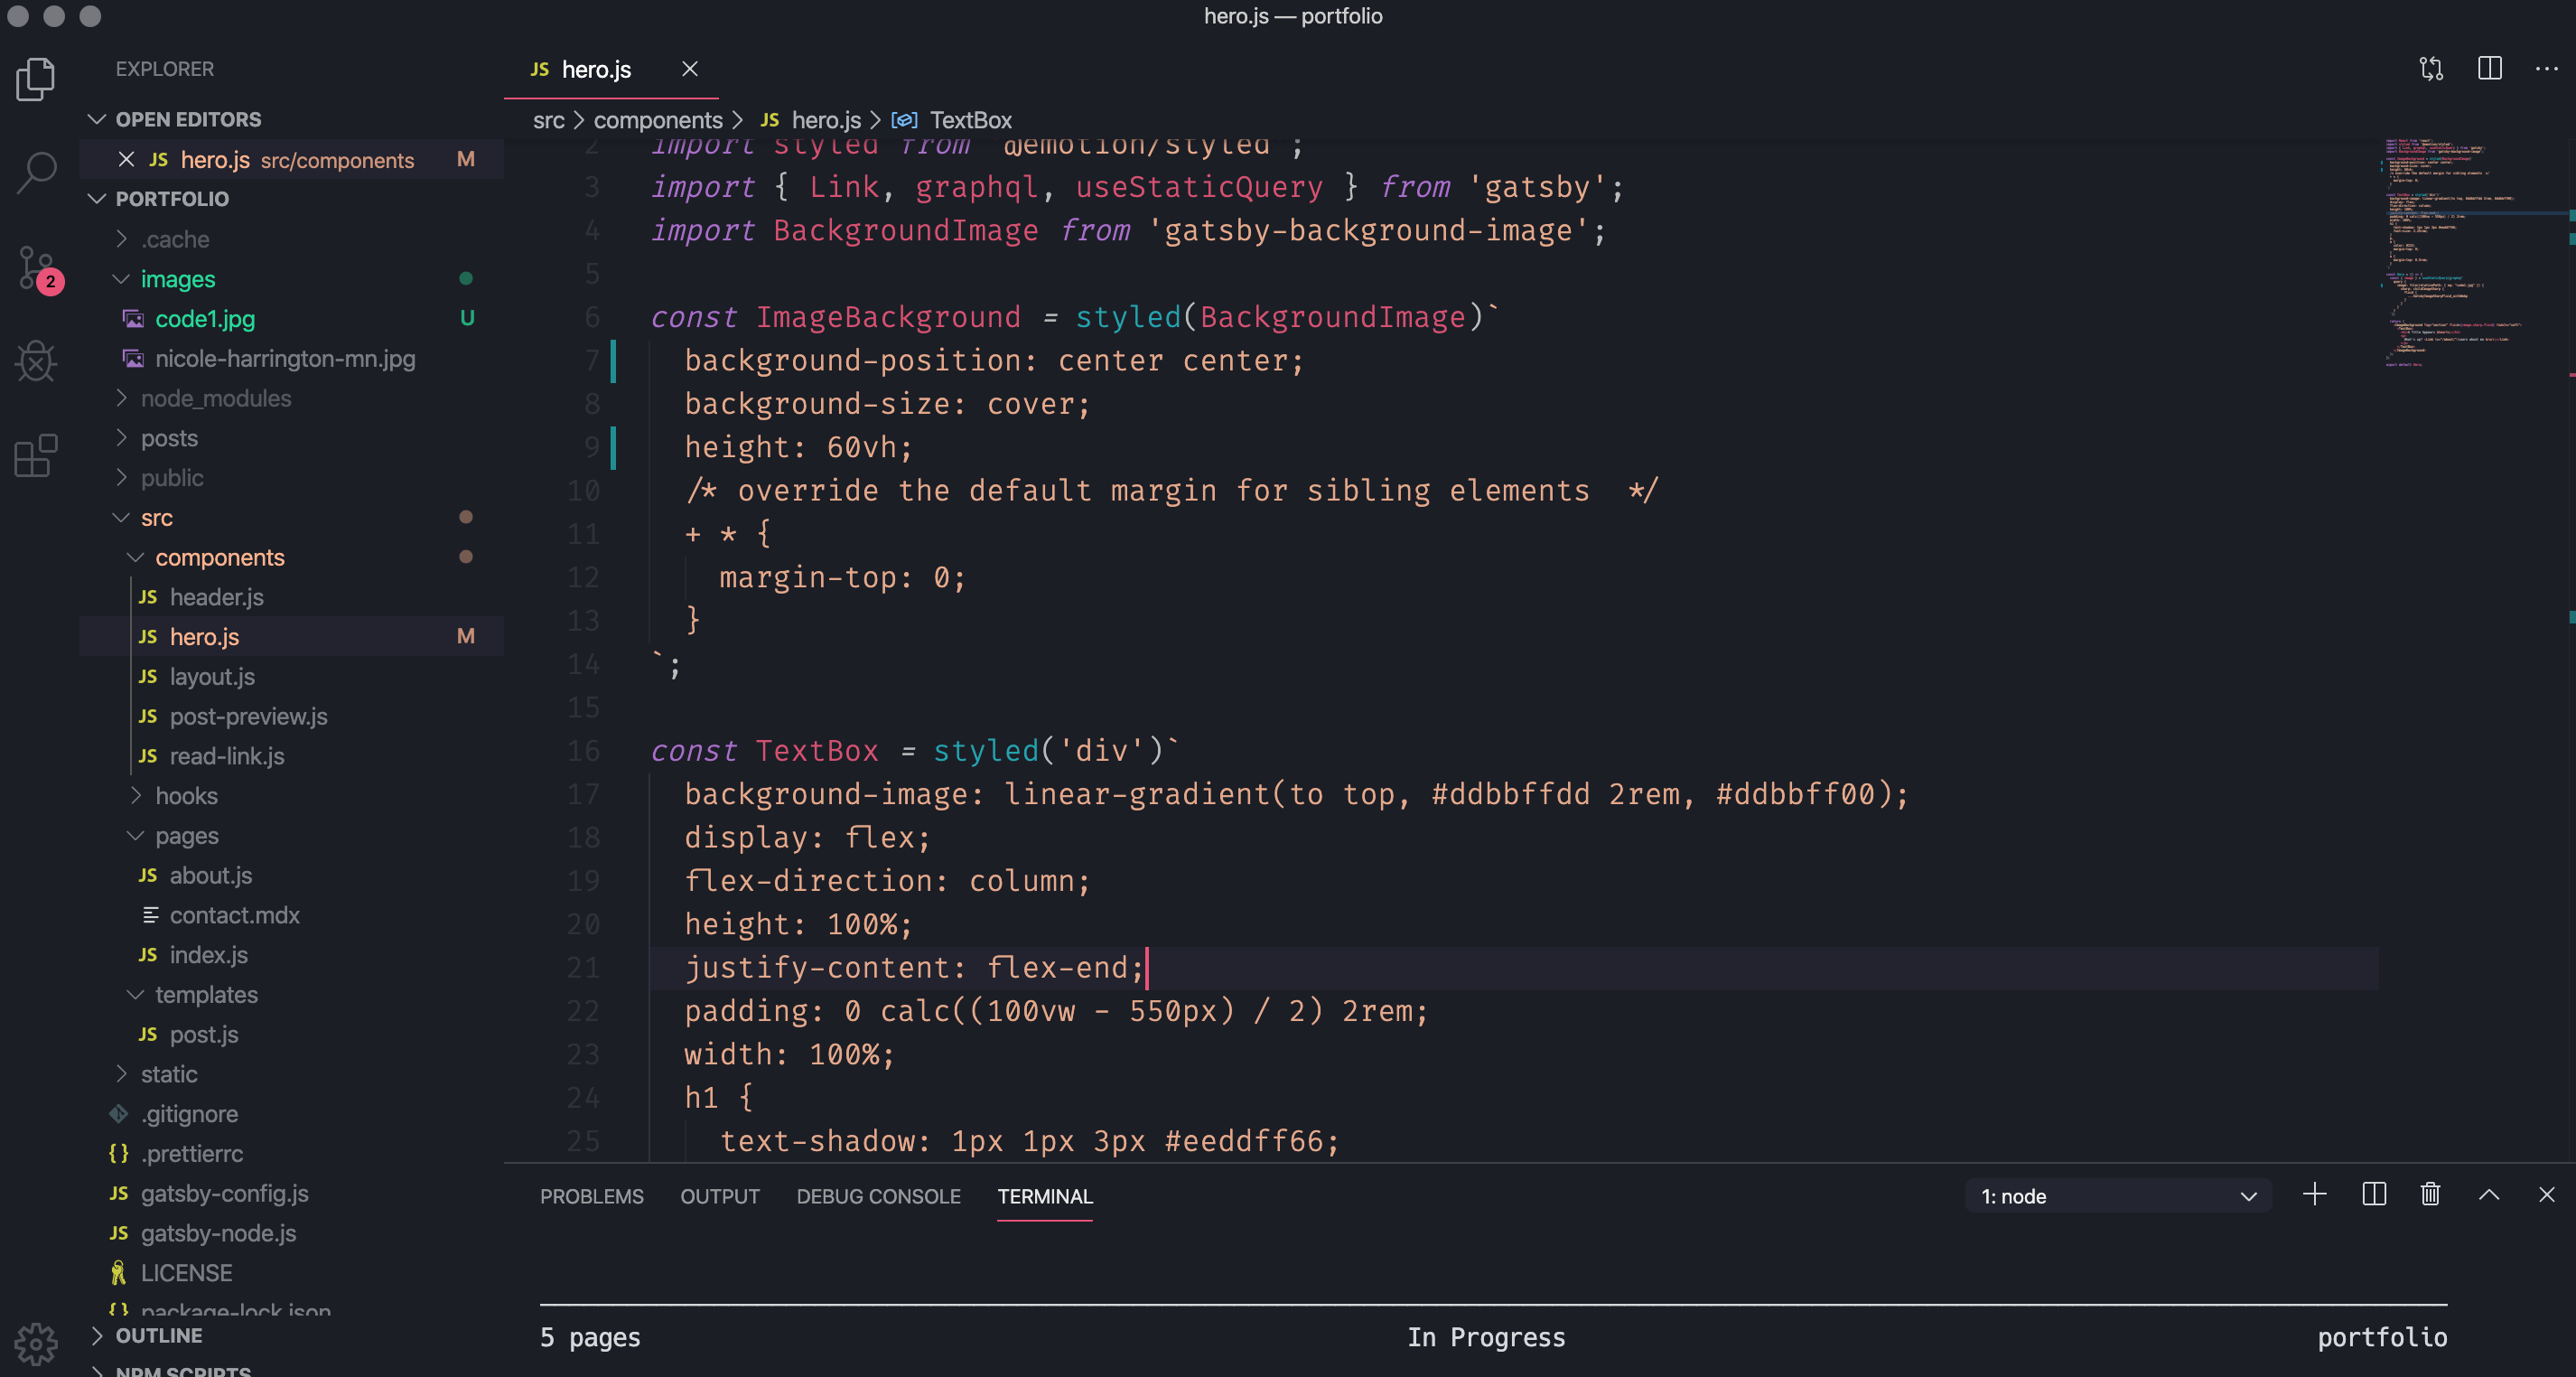 hero.js — portfolio
EXPLORER
OPEN EDITORS
JS hero.js src/components M
PORTFOLIO
.cache
images
code1.jpg U
nicole-harrington-mn.jpg
node_modules
posts
public
src
components
JS header.js
JS hero.js M
JS layout.js
JS post-preview.js
JS read-link.js
hooks
pages
JS about.js
contact.mdx
JS index.js
templates
JS post.js
static
.gitignore
{} .prettierrc
JS gatsby-config.js
JS gatsby-node.js
LICENSE
{} package-lock.json
OUTLINE
NPM SCRIPTS
2
JS hero.js
src > components > JS hero.js > TextBox
2 import styled from '@emotion/styled';
3 import { Link, graphql, useStaticQuery } from 'gatsby';
4 import BackgroundImage from 'gatsby-background-image';
5
6 const ImageBackground = styled(BackgroundImage)`
7 background-position: center center;
8 background-size: cover;
9 height: 60vh;
10 /* override the default margin for sibling elements  */
11 + * {
12 margin-top: 0;
13 }
14 `;
15
16 const TextBox = styled('div')`
17 background-image: linear-gradient(to top, #ddbbffdd 2rem, #ddbbff00);
18 display: flex;
19 flex-direction: column;
20 height: 100%;
21 justify-content: flex-end;
22 padding: 0 calc((100vw - 550px) / 2) 2rem;
23 width: 100%;
24 h1 {
25 text-shadow: 1px 1px 3px #eeddff66;
PROBLEMS OUTPUT DEBUG CONSOLE TERMINAL 1: node
5 pages In Progress portfolio